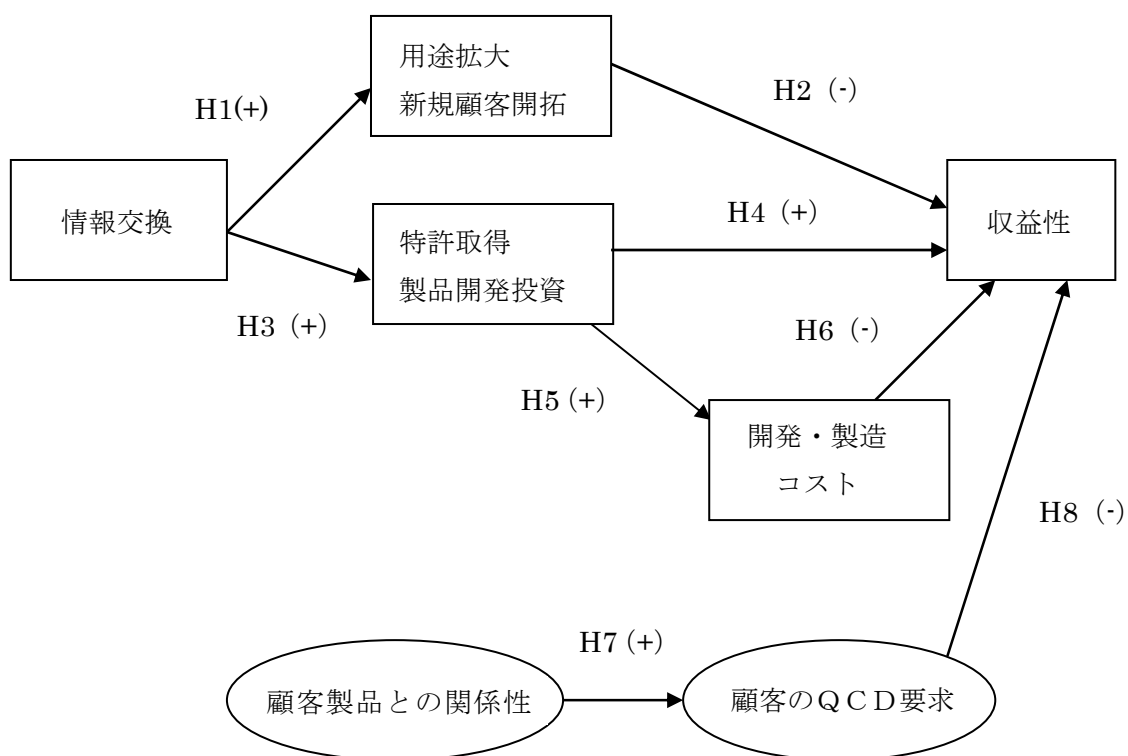 用途拡大
新規顧客開拓
H1(+)
H2 (-)
情報交換
特許取得
製品開発投資
H4 (+)
収益性
H3 (+)
H6 (-)
H5 (+)
開発・製造
コスト
H8 (-)
H7 (+)
顧客製品との関係性
顧客のＱＣＤ要求